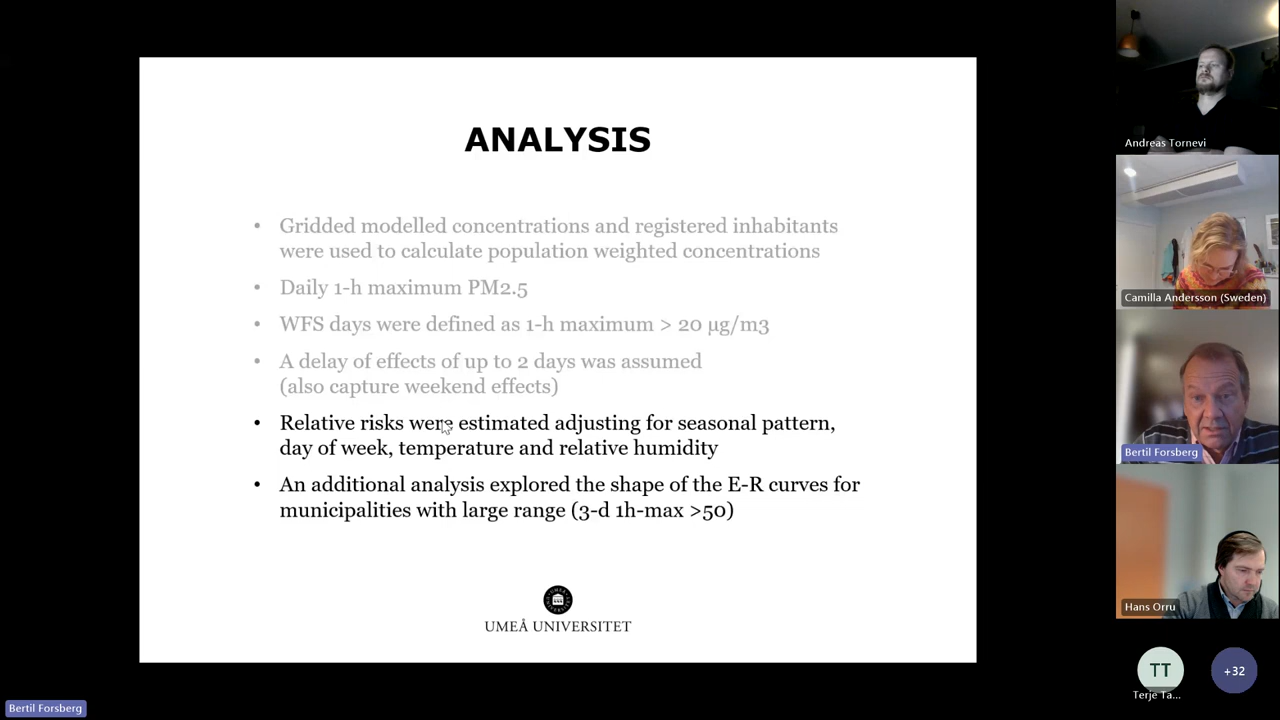 ANALYSIS
• Gridded modelled concentrations and registered inhabitants
were used to calculate population weighted concentrations
• Daily 1-h maximum PM2.5
• WFS days were defined as 1-h maximum > 20 µg/m3
• A delay of effects of up to 2 days was assumed
(also capture weekend effects)
• Relative risks were estimated adjusting for seasonal pattern,
day of week, temperature and relative humidity
• An additional analysis explored the shape of the E-R curves for
municipalities with large range (3-d 1h-max >50)
UMEÅ UNIVERSITET
Andreas Tornevi
Camilla Andersson (Sweden)
Bertil Forsberg
Hans Orru
TT
Terje Ta...
+32
Bertil Forsberg